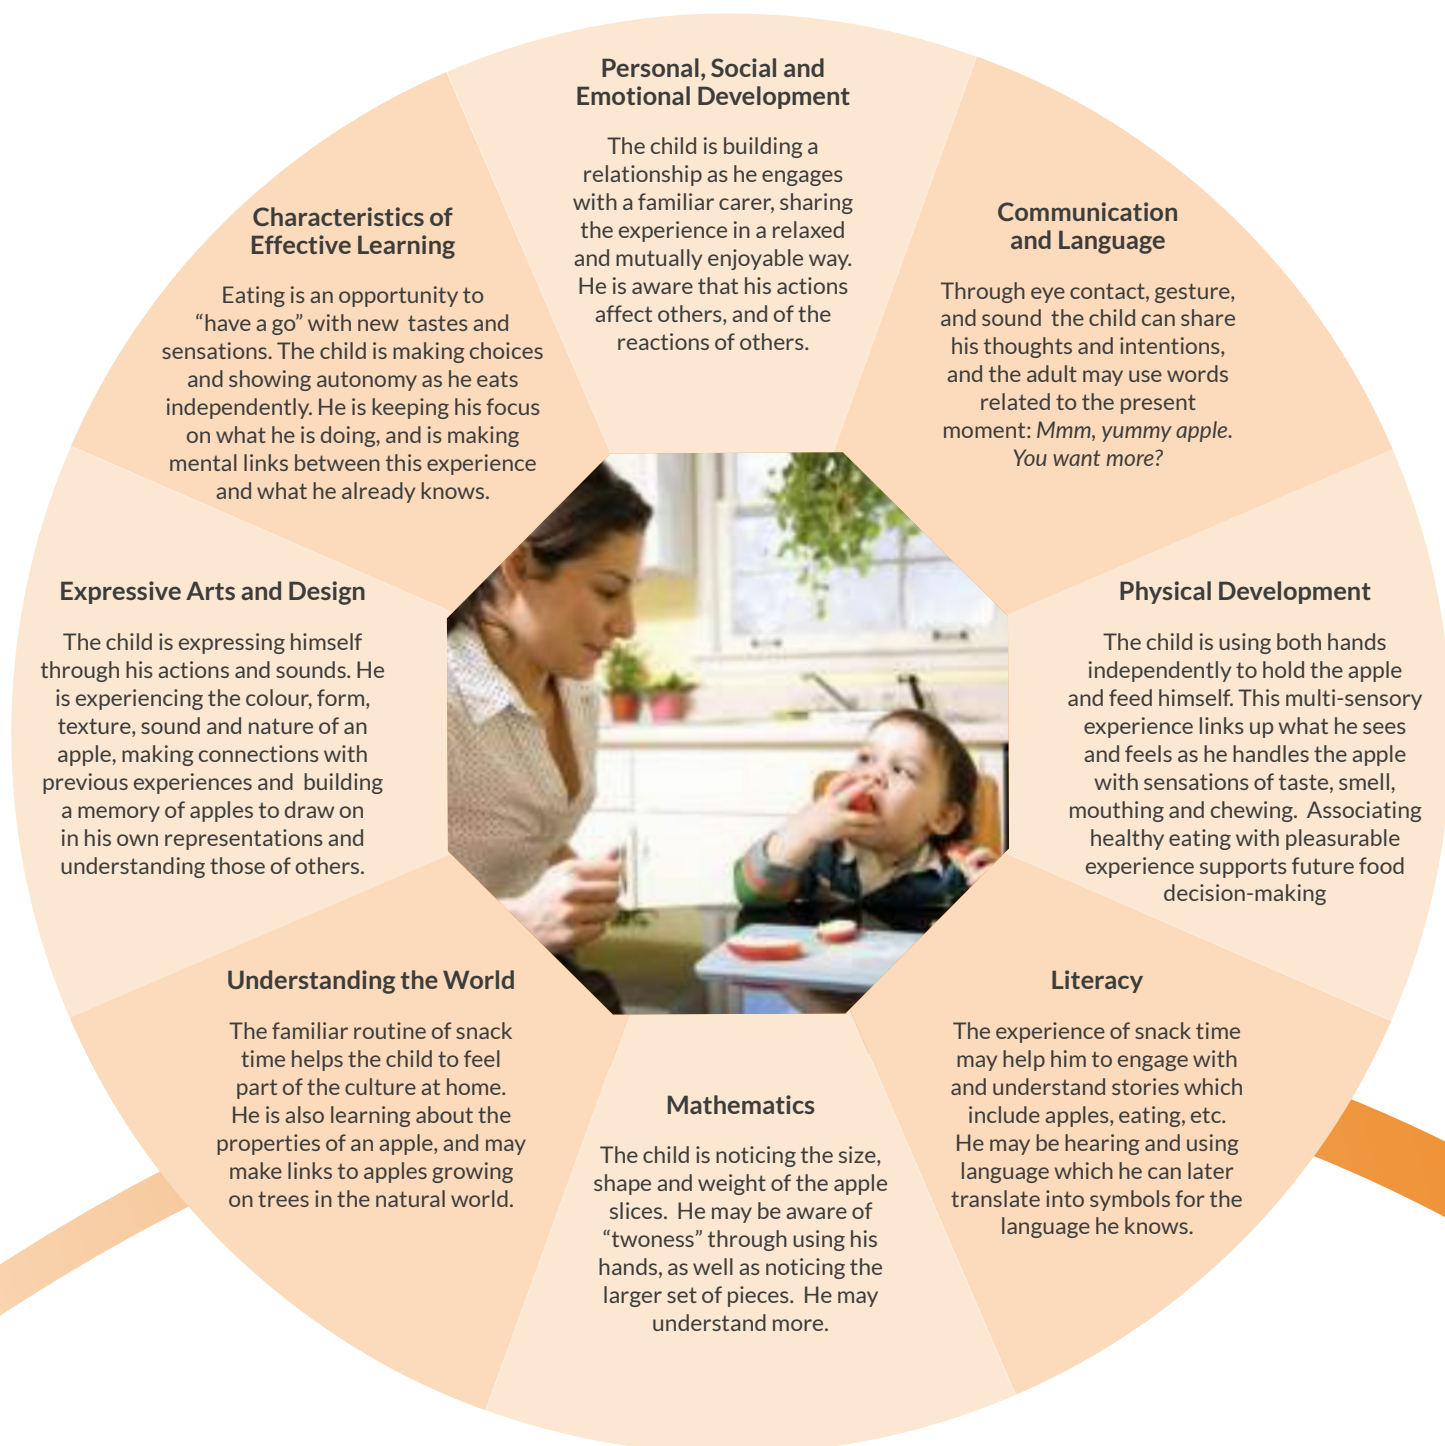 Personal, Social and
Emotional Development
The child is building a
relationship as he engages
with a familiar carer, sharing
the experience in a relaxed
and mutually enjoyable way.
He is aware that his actions
affect others, and of the
reactions of others.
Communication
and Language
Through eye contact, gesture,
and sound the child can share
his thoughts and intentions,
and the adult may use words
related to the present
moment: Mmm, yummy apple.
You want more?
Physical Development
The child is using both hands
independently to hold the apple
and feed himself. This multi-sensory
experience links up what he sees
and feels as he handles the apple
with sensations of taste, smell,
mouthing and chewing. Associating
healthy eating with pleasurable
experience supports future food
decision-making
Literacy
The experience of snack time
may help him to engage with
and understand stories which
include apples, eating, etc.
He may be hearing and using
language which he can later
translate into symbols for the
language he knows.
Mathematics
The child is noticing the size,
shape and weight of the apple
slices. He may be aware of
“twoness” through using his
hands, as well as noticing the
larger set of pieces. He may
understand more.
Understanding the World
The familiar routine of snack
time helps the child to feel
part of the culture at home.
He is also learning about the
properties of an apple, and may
make links to apples growing
on trees in the natural world.
Expressive Arts and Design
The child is expressing himself
through his actions and sounds. He
is experiencing the colour, form,
texture, sound and nature of an
apple, making connections with
previous experiences and building
a memory of apples to draw on
in his own representations and
understanding those of others.
Characteristics of
Effective Learning
Eating is an opportunity to
“have a go” with new tastes and
sensations. The child is making choices
and showing autonomy as he eats
independently. He is keeping his focus
on what he is doing, and is making
mental links between this experience
and what he already knows.